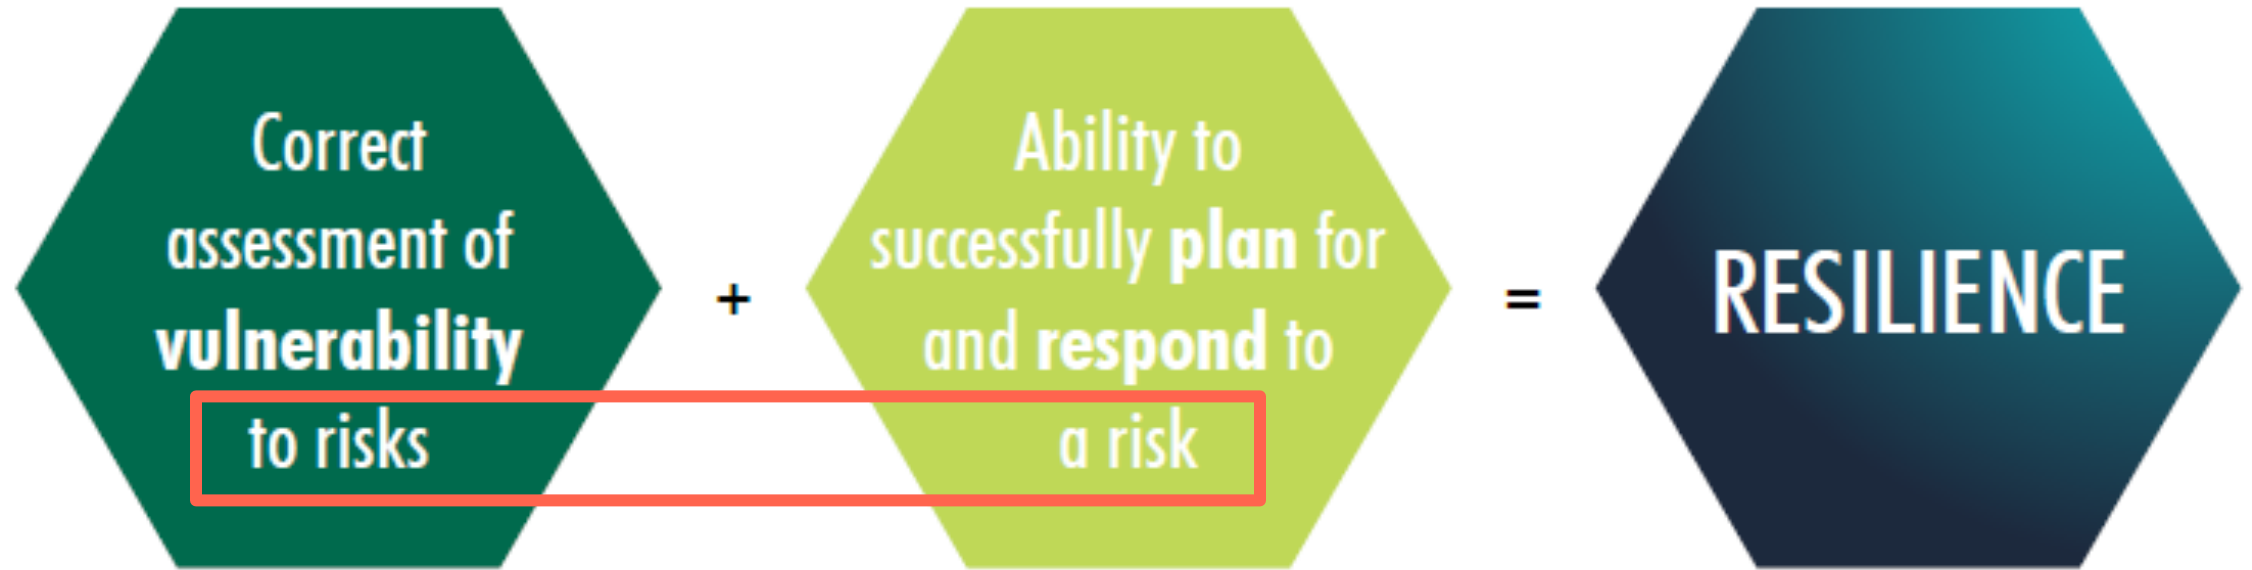 Correct
assessment of
vulnerability
to risks
+
Ability to
successfully plan for
and respond to
a risk
=
RESILIENCE